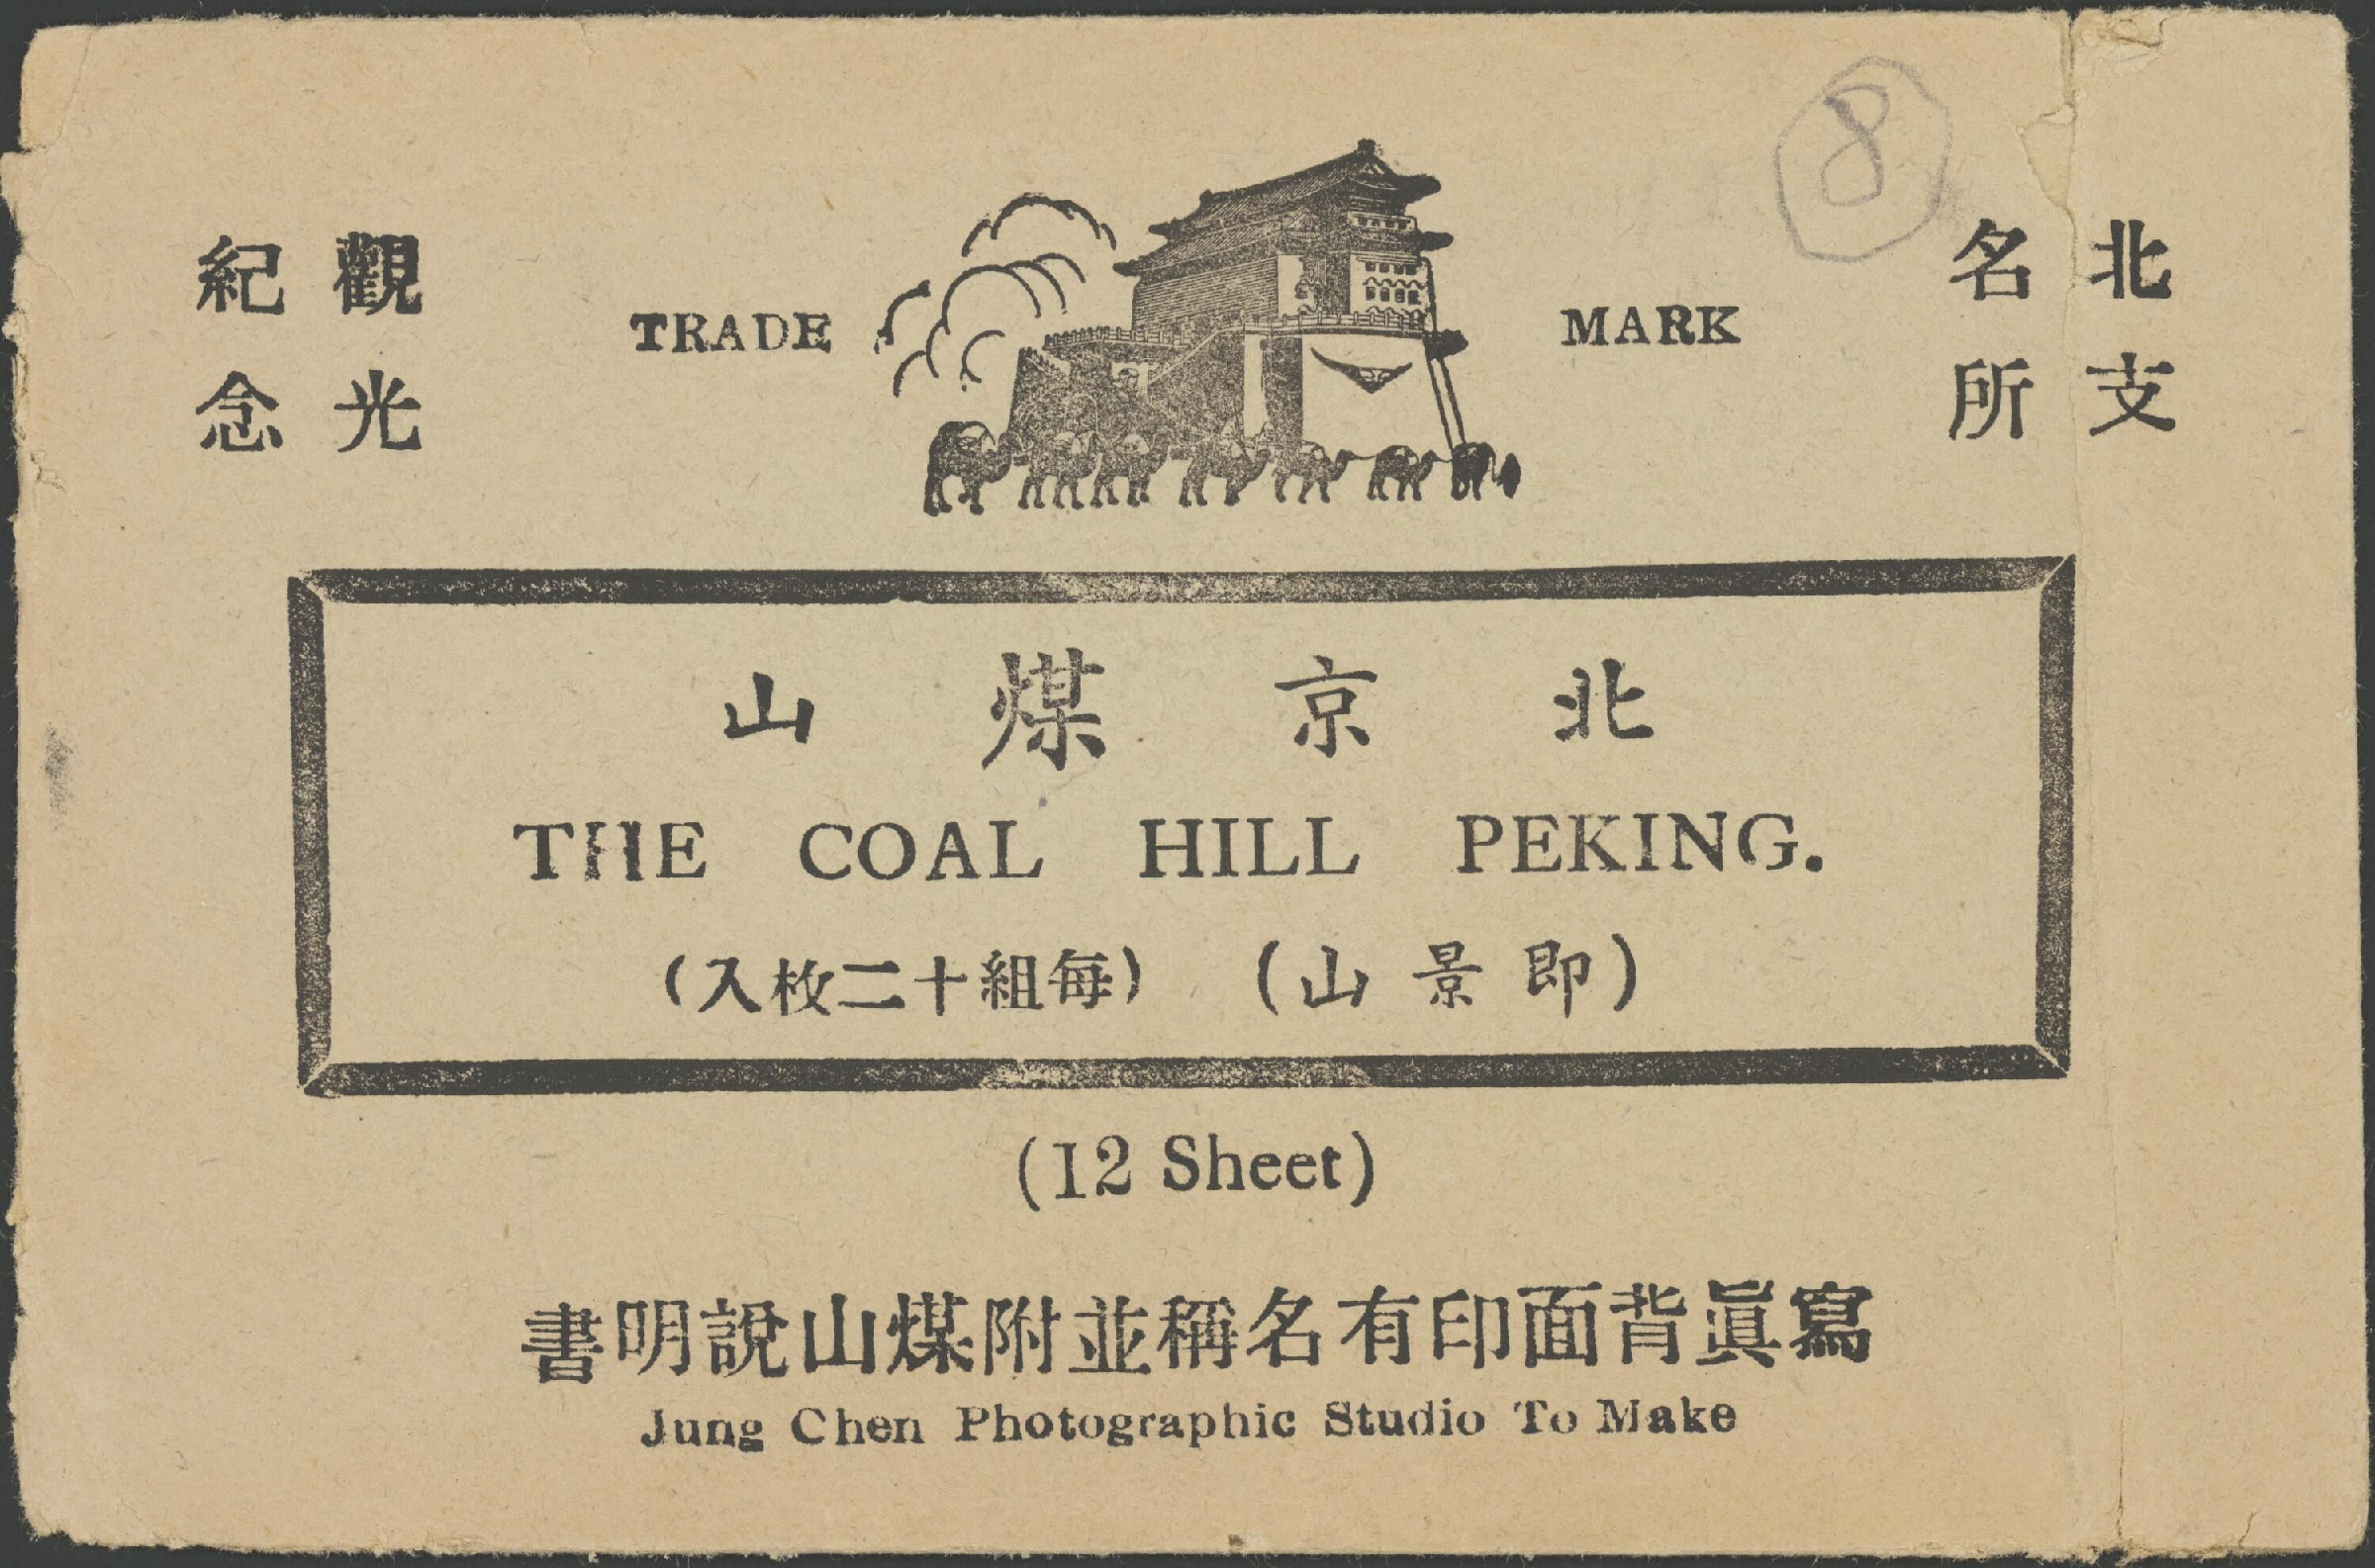 北支
名所
觀光
紀念
TRADE MARK
8
北京煤山
THE COAL HILL PEKING.
(即景山) (每組十二枚入)
(12 Sheet)
寫眞背面印有名稱並附煤山說明書
Jung Chen Photographic Studio To Make